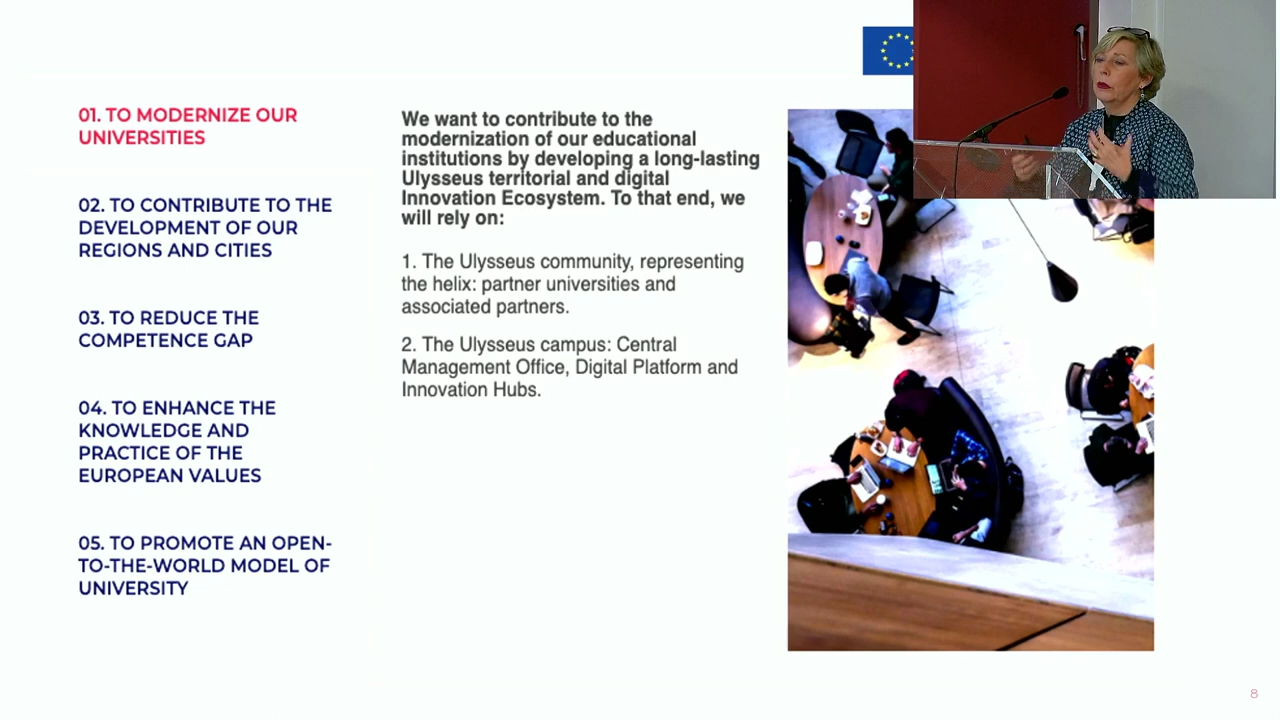 01. TO MODERNIZE OUR
UNIVERSITIES
02. TO CONTRIBUTE TO THE
DEVELOPMENT OF OUR
REGIONS AND CITIES
03. TO REDUCE THE
COMPETENCE GAP
04. TO ENHANCE THE
KNOWLEDGE AND
PRACTICE OF THE
EUROPEAN VALUES
05. TO PROMOTE AN OPEN-
TO-THE-WORLD MODEL OF
UNIVERSITY
We want to contribute to the
modernization of our educational
institutions by developing a long-lasting
Ulysseus territorial and digital
Innovation Ecosystem. To that end, we
will rely on:
1. The Ulysseus community, representing
the helix: partner universities and
associated partners.
2. The Ulysseus campus: Central
Management Office, Digital Platform and
Innovation Hubs.
8